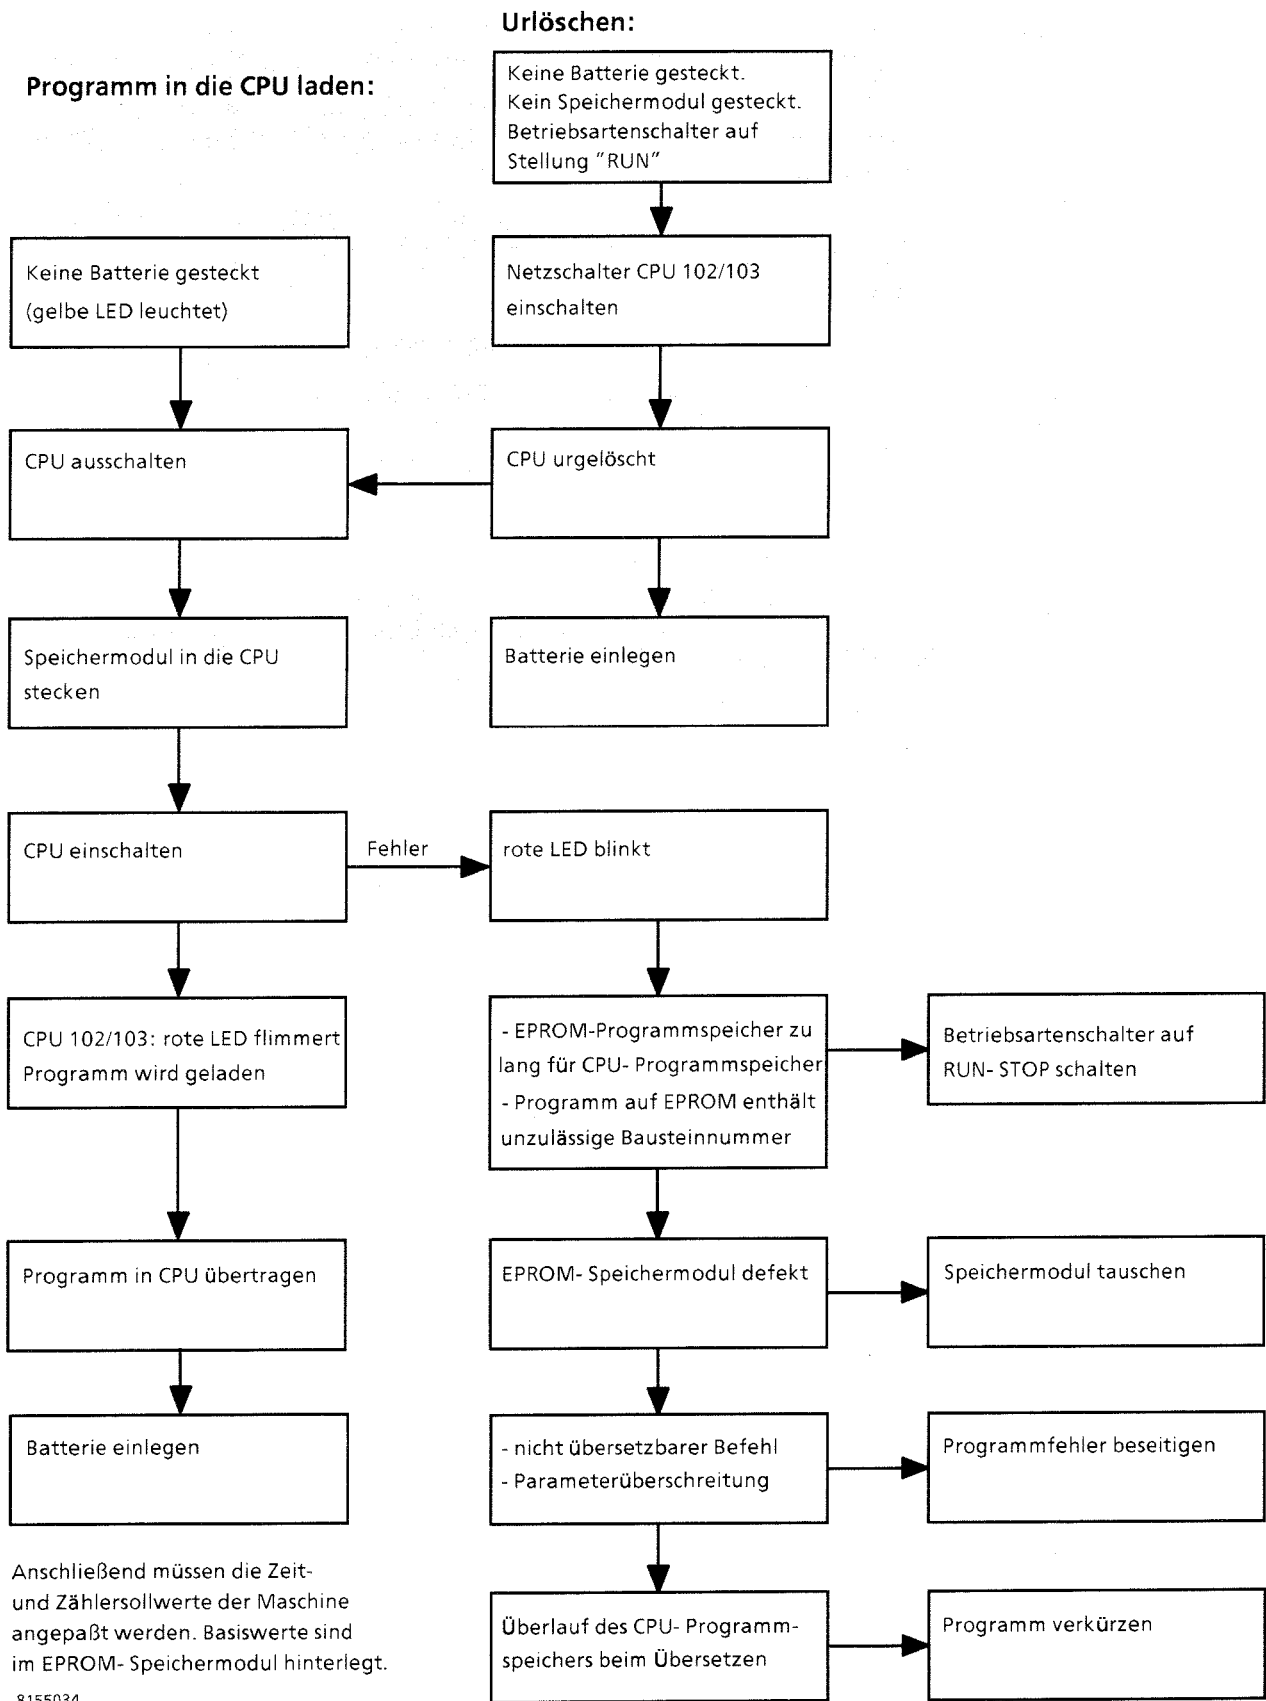 Urlöschen:
Programm in die CPU laden:
Keine Batterie gesteckt.
Kein Speichermodul gesteckt.
Betriebsartenschalter auf
Stellung "RUN"
Keine Batterie gesteckt
(gelbe LED leuchtet)
Netzschalter CPU 102/103
einschalten
CPU ausschalten
CPU urgelöscht
Speichermodul in die CPU
stecken
Batterie einlegen
CPU einschalten
Fehler
rote LED blinkt
CPU 102/103: rote LED flimmert
Programm wird geladen
- EPROM-Programmspeicher zu
lang für CPU- Programmspeicher
- Programm auf EPROM enthält
unzulässige Bausteinnummer
Betriebsartenschalter auf
RUN- STOP schalten
Programm in CPU übertragen
EPROM- Speichermodul defekt
Speichermodul tauschen
Batterie einlegen
- nicht übersetzbarer Befehl
- Parameterüberschreitung
Programmfehler beseitigen
Anschließend müssen die Zeit-
und Zählersollwerte der Maschine
angepaßt werden. Basiswerte sind
im EPROM- Speichermodul hinterlegt.
Überlauf des CPU- Programm-
speichers beim Übersetzen
Programm verkürzen
8155034